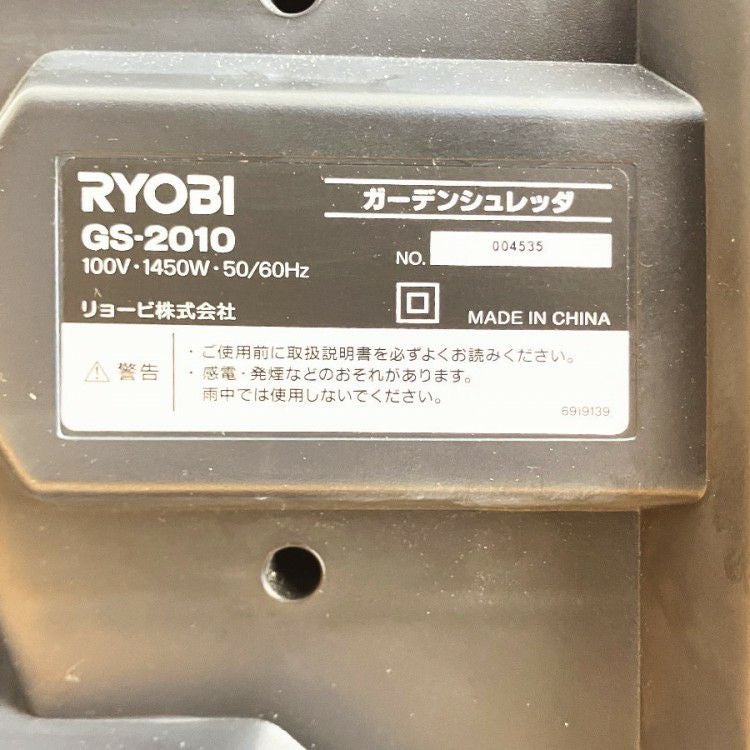 RYOBI
ガーデンシュレッダ
GS-2010
NO. 004535
100V・1450W・50/60Hz
リョービ株式会社
MADE IN CHINA
⚠警告
・ご使用前に取扱説明書を必ずよくお読みください。
・感電・発煙などのおそれがあります。
雨中では使用しないでください。
6919139